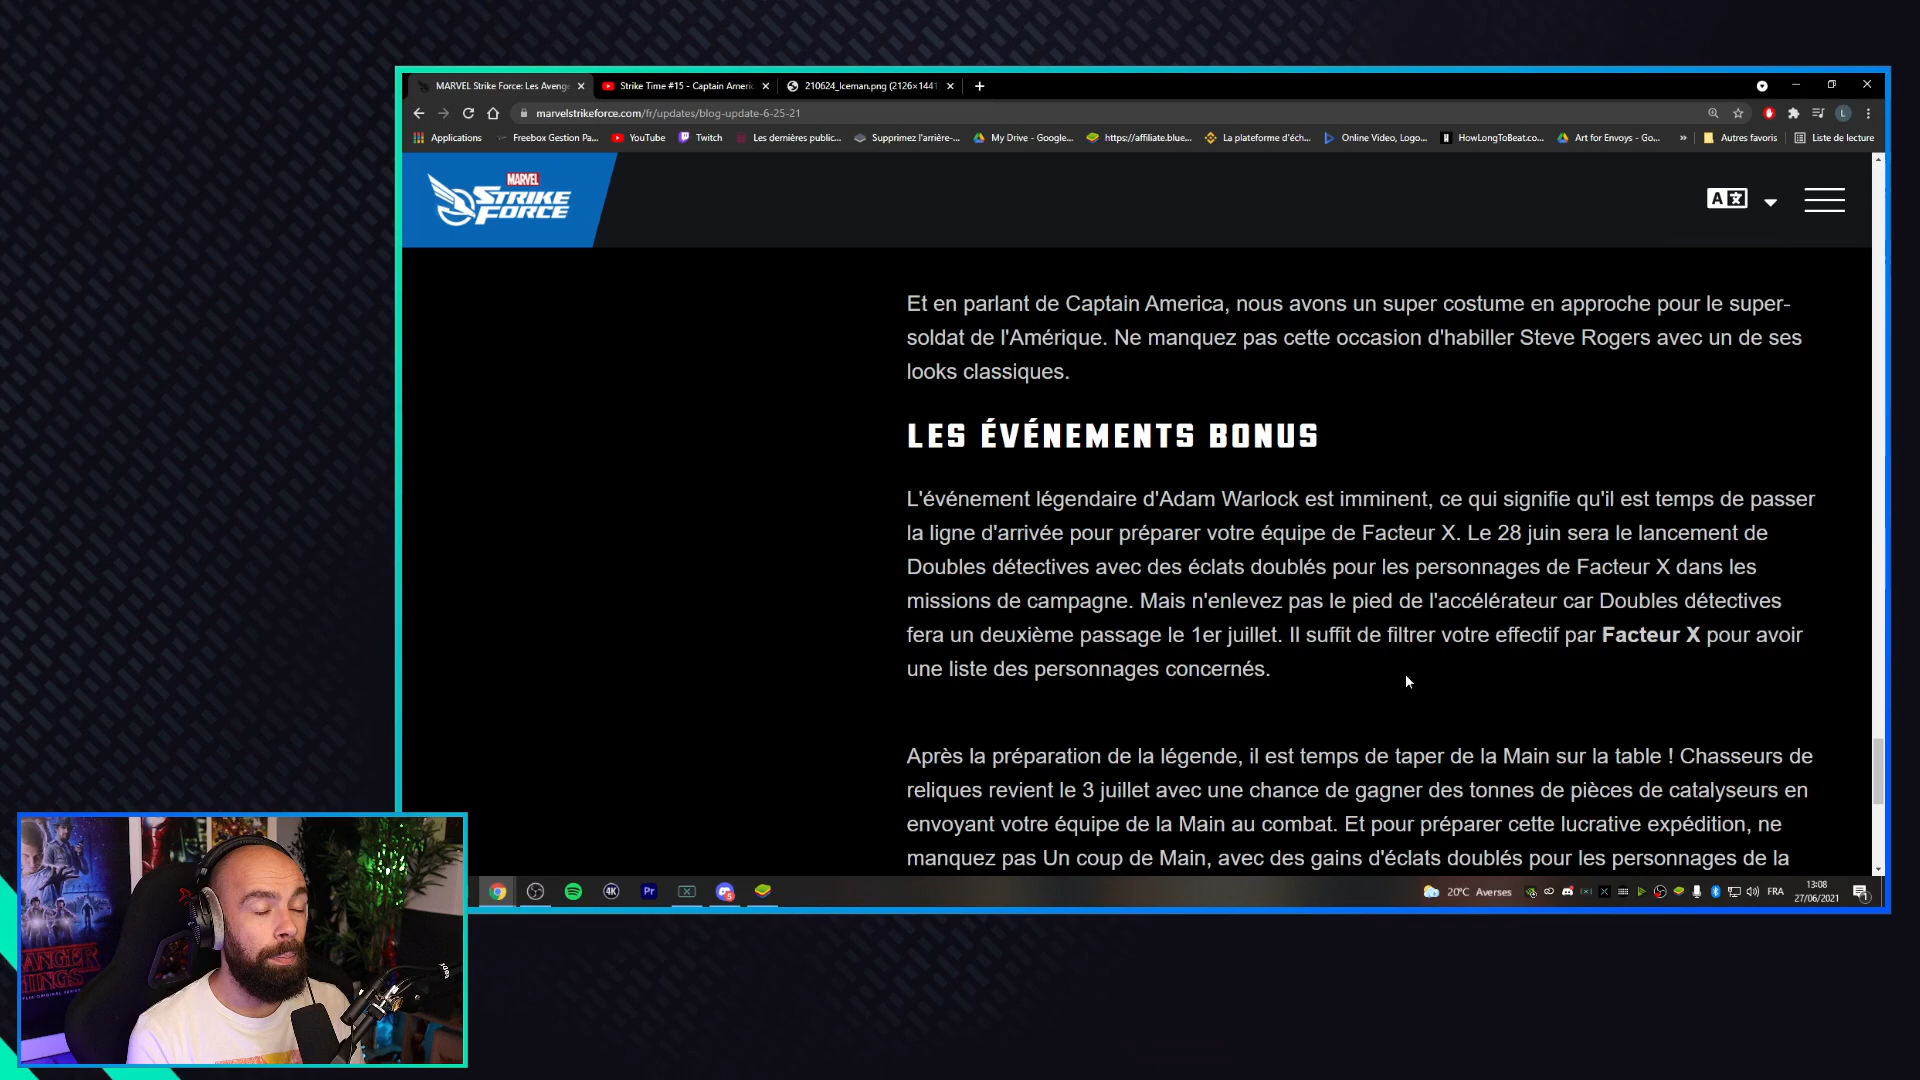 MARVEL Strike Force: Les Avenge
Strike Time #15 - Captain Americ
210624_Iceman.png (2126×1441
marvelstrikeforce.com/fr/updates/blog-update-6-25-21
Applications
Freebox Gestion Pa...
YouTube
Twitch
Les dernières public...
Supprimez l'arrière-...
My Drive - Google...
https://affiliate.blue...
La plateforme d'éch...
Online Video, Logo...
HowLongToBeat.co...
Art for Envoys - Go...
»
Autres favoris
Liste de lecture
MARVEL
STRIKE
FORCE
Et en parlant de Captain America, nous avons un super costume en approche pour le super-
soldat de l'Amérique. Ne manquez pas cette occasion d'habiller Steve Rogers avec un de ses
looks classiques.
LES ÉVÉNEMENTS BONUS
L'événement légendaire d'Adam Warlock est imminent, ce qui signifie qu'il est temps de passer
la ligne d'arrivée pour préparer votre équipe de Facteur X. Le 28 juin sera le lancement de
Doubles détectives avec des éclats doublés pour les personnages de Facteur X dans les
missions de campagne. Mais n'enlevez pas le pied de l'accélérateur car Doubles détectives
fera un deuxième passage le 1er juillet. Il suffit de filtrer votre effectif par Facteur X pour avoir
une liste des personnages concernés.
Après la préparation de la légende, il est temps de taper de la Main sur la table ! Chasseurs de
reliques revient le 3 juillet avec une chance de gagner des tonnes de pièces de catalyseurs en
envoyant votre équipe de la Main au combat. Et pour préparer cette lucrative expédition, ne
manquez pas Un coup de Main, avec des gains d'éclats doublés pour les personnages de la
4K
Pr
20°C Averses
FRA
13:08
27/06/2021